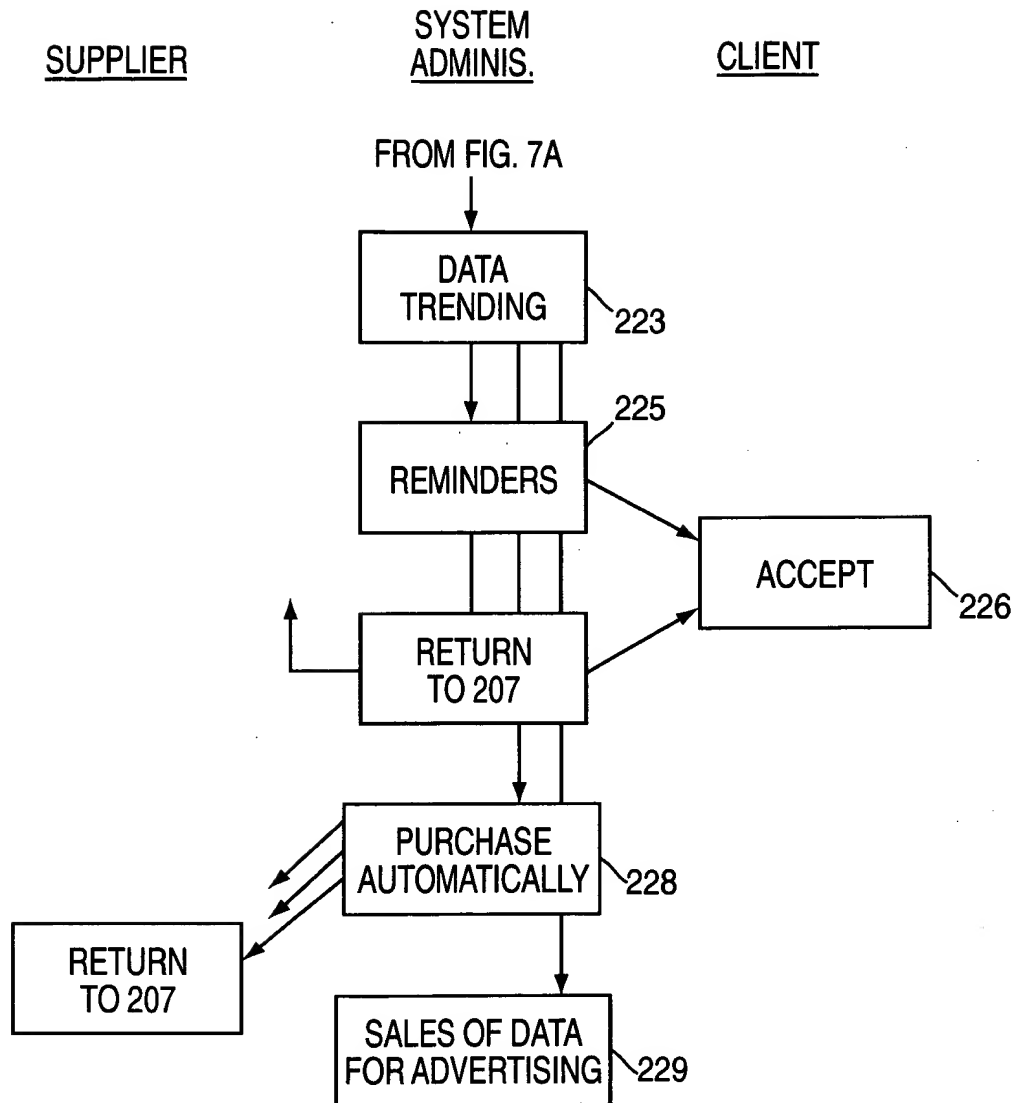 SUPPLIER
SYSTEM
ADMINIS.
CLIENT
FROM FIG. 7A
DATA
TRENDING
223
225
REMINDERS
ACCEPT
226
RETURN
TO 207
PURCHASE
AUTOMATICALLY
228
RETURN
TO 207
SALES OF DATA
FOR ADVERTISING
229